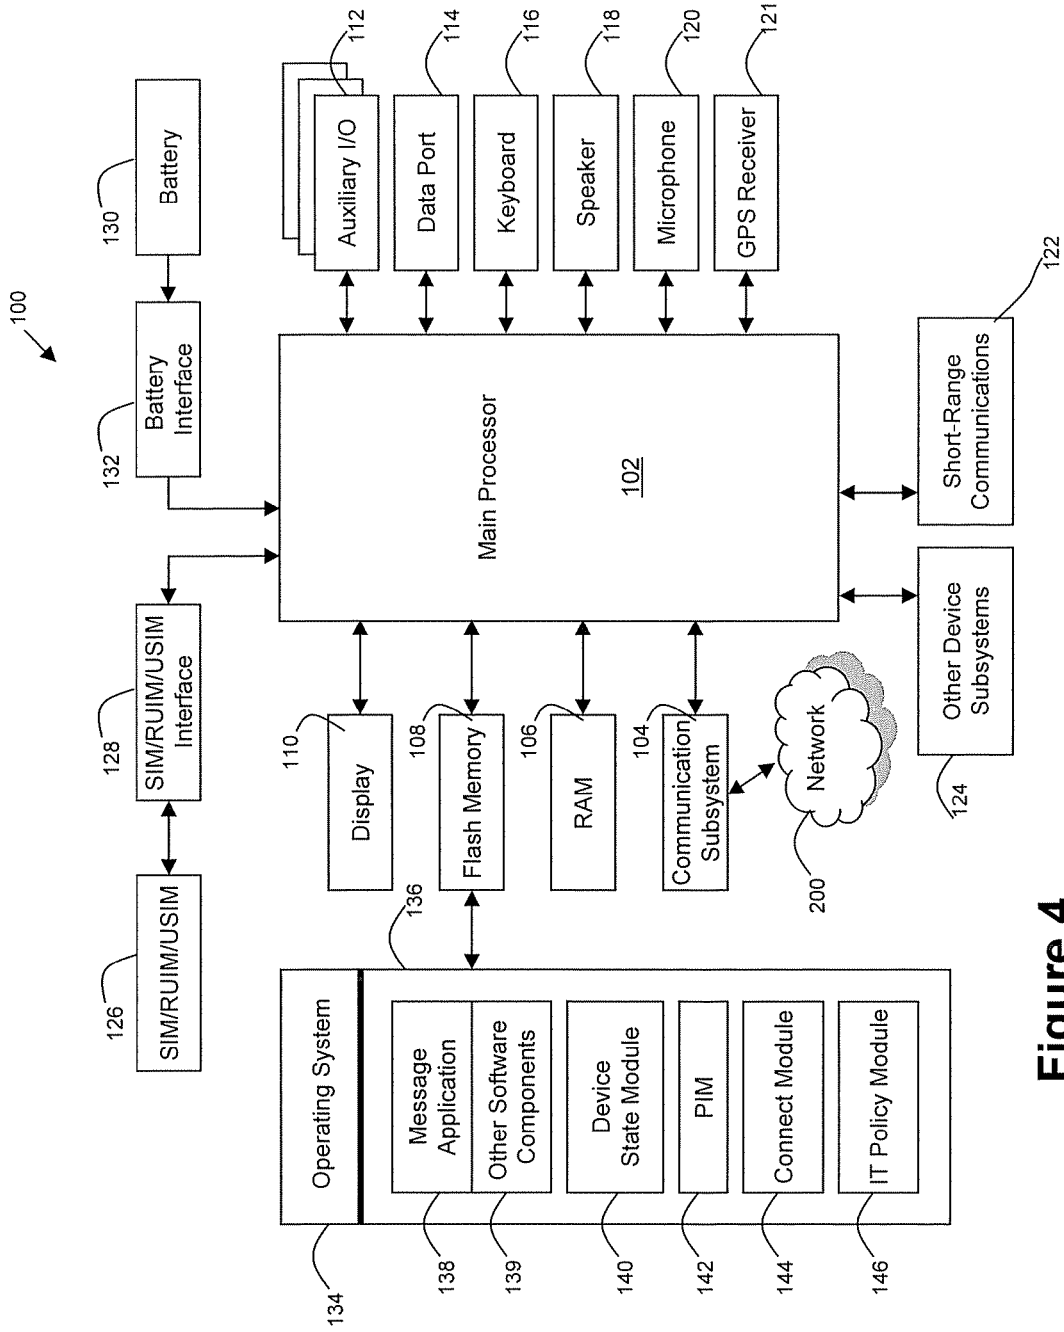 100
126
SIM/RUIM/USIM
128
SIM/RUIM/USIM
Interface
132
Battery
Interface
130
Battery
134
Operating System
136
138
Message
Application
139
Other Software
Components
140
Device
State Module
142
PIM
144
Connect Module
146
IT Policy Module
110
Display
108
Flash Memory
106
RAM
104
Communication
Subsystem
200
Network
Main Processor
102
112
Auxiliary I/O
114
Data Port
116
Keyboard
118
Speaker
120
Microphone
121
GPS Receiver
124
Other Device
Subsystems
Short-Range
Communications
122
Figure 4